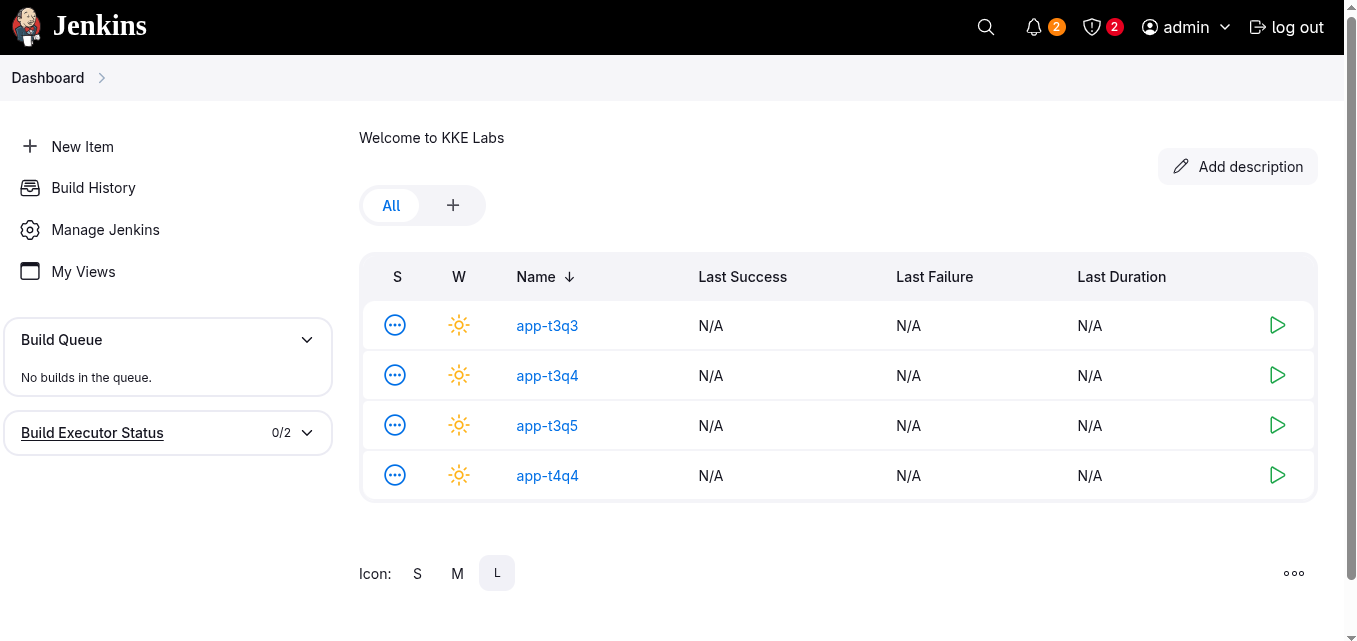 Jenkins
2 2 admin log out
Dashboard
New Item
Build History
Manage Jenkins
My Views
Build Queue
No builds in the queue.
Build Executor Status 0/2
Welcome to KKE Labs
Add description
All
S W Name Last Success Last Failure Last Duration
app-t3q3 N/A N/A N/A
app-t3q4 N/A N/A N/A
app-t3q5 N/A N/A N/A
app-t4q4 N/A N/A N/A
Icon: S M L